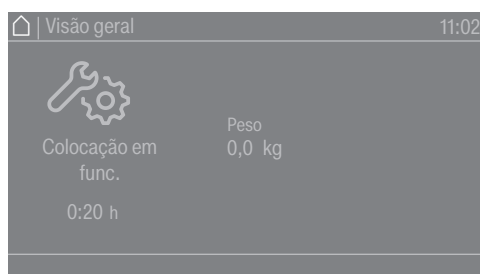 | Visão geral 11:02
Colocação em
func.
0:20 h
Peso
0,0 kg